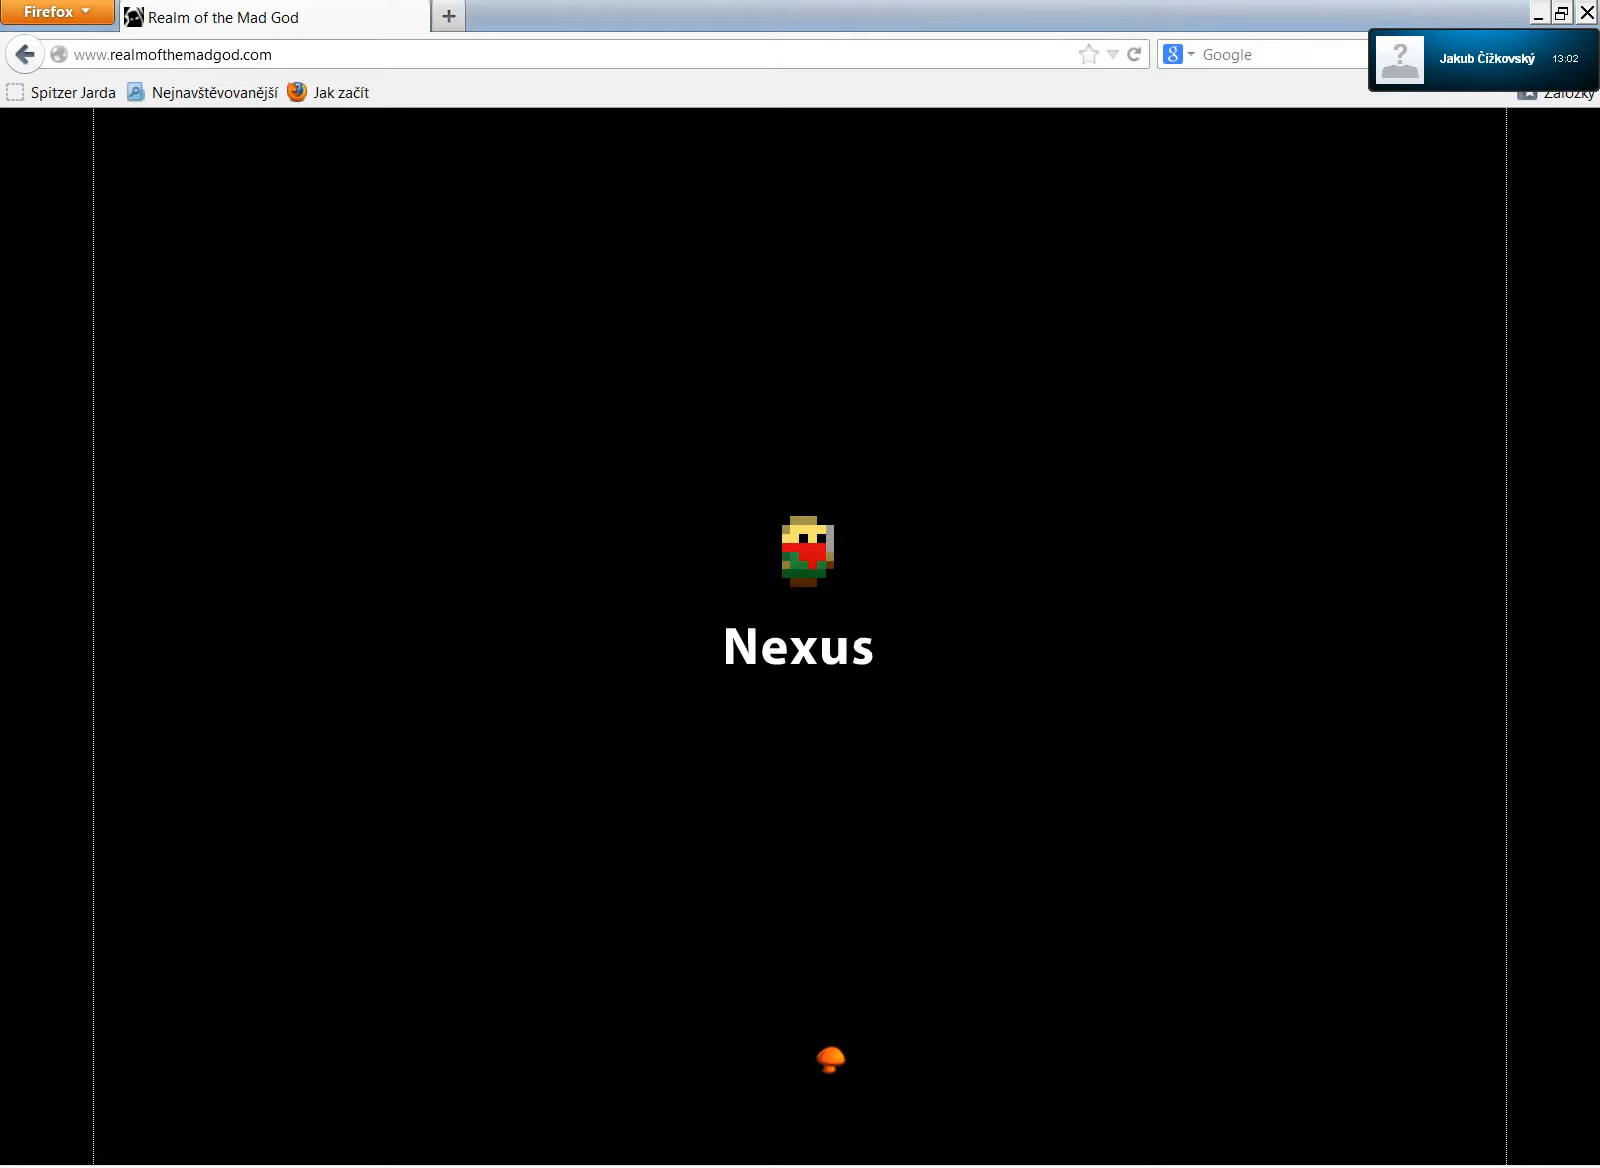 Firefox
Realm of the Mad God
www.realmofthemadgod.com
Google
Jakub Čížkovský 13:02
Spitzer Jarda
Nejnavštěvovanější
Jak začít
Záložky
Nexus